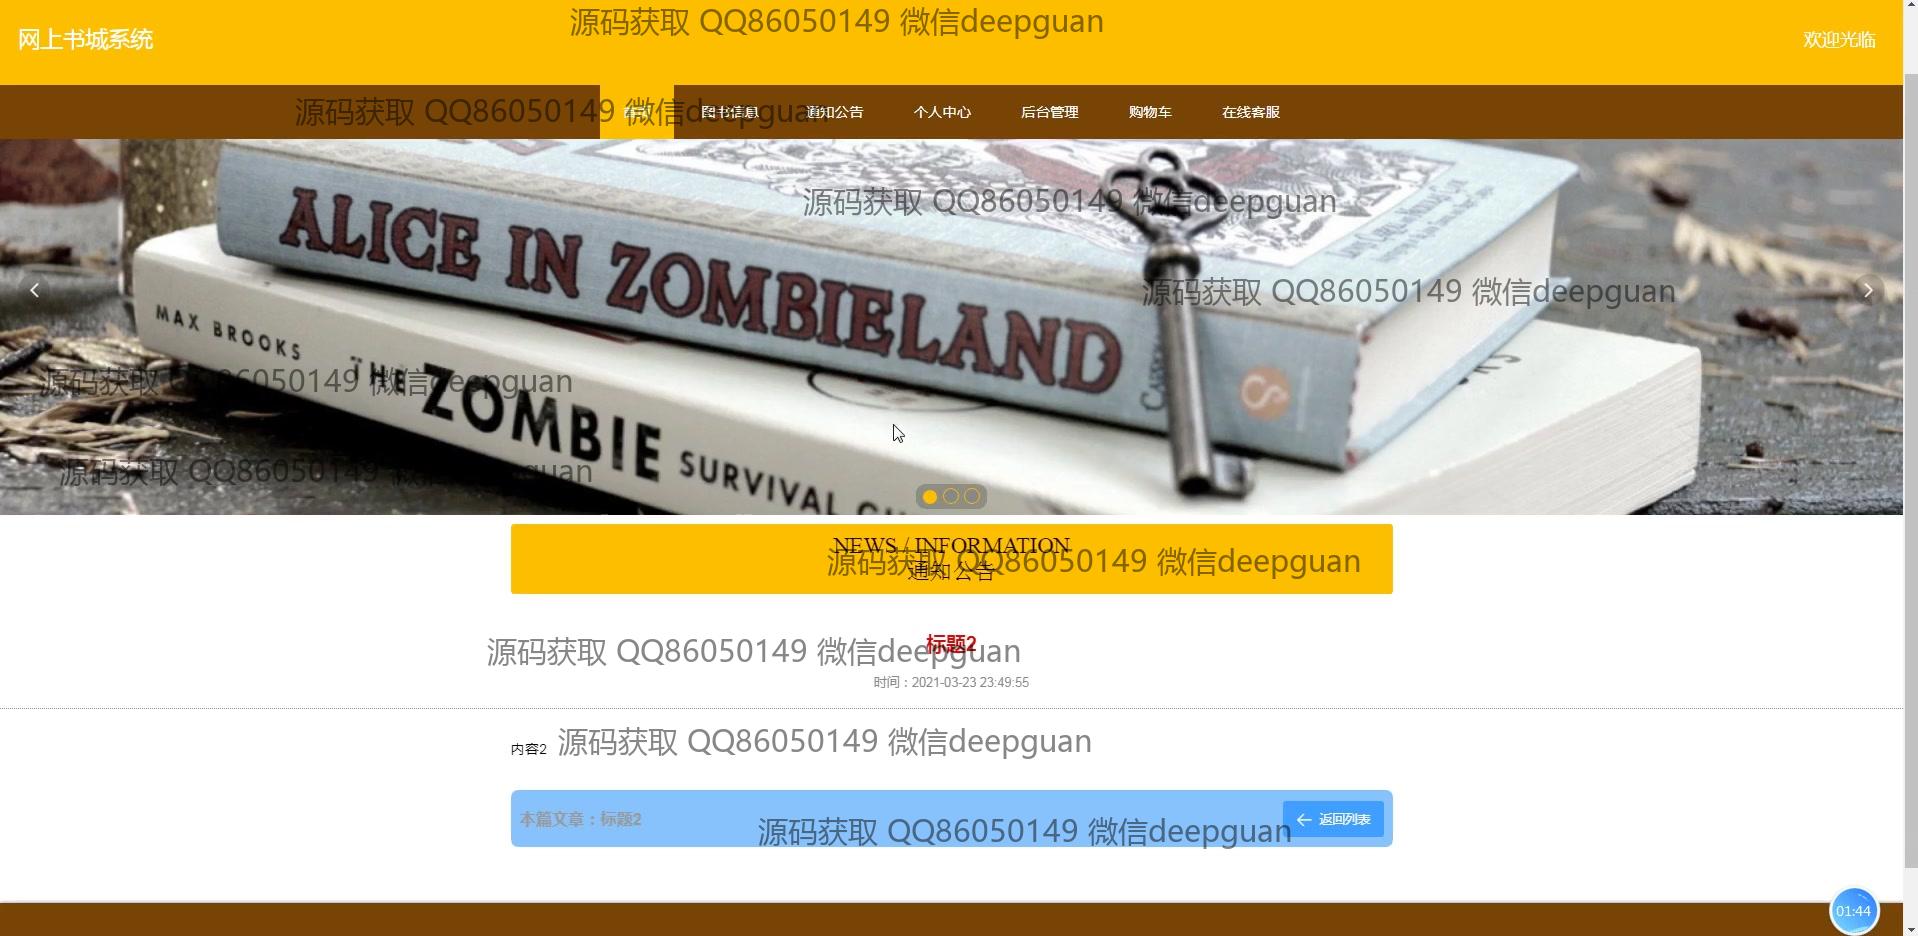 源码获取 QQ86050149 微信deepguan
网上书城系统
欢迎光临
源码获取 QQ86050149 微信deepguan
首页 图书信息 通知公告 个人中心 后台管理 购物车 在线客服
源码获取 QQ86050149 微信deepguan
ALICE IN ZOMBIELAND
源码获取 QQ86050149 微信deepguan
MAX BROOKS
源码获取 QQ86050149 微信deepguan
THE ZOMBIE SURVIVAL
源码获取 QQ86050149 微信deepguan
NEWS / INFORMATION
源码获取 QQ86050149 微信deepguan
通知公告
标题2
源码获取 QQ86050149 微信deepguan
时间：2021-03-23 23:49:55
源码获取 QQ86050149 微信deepguan
内容2
本篇文章：标题2
返回列表
源码获取 QQ86050149 微信deepguan
01:44